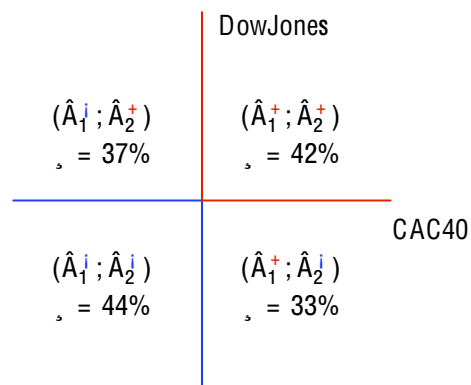 DowJones
(Â₁¡ ; Â₂⁺) (Â₁⁺ ; Â₂⁺)
¸ = 37% ¸ = 42%
CAC40
(Â₁¡ ; Â₂¡) (Â₁⁺ ; Â₂¡)
¸ = 44% ¸ = 33%